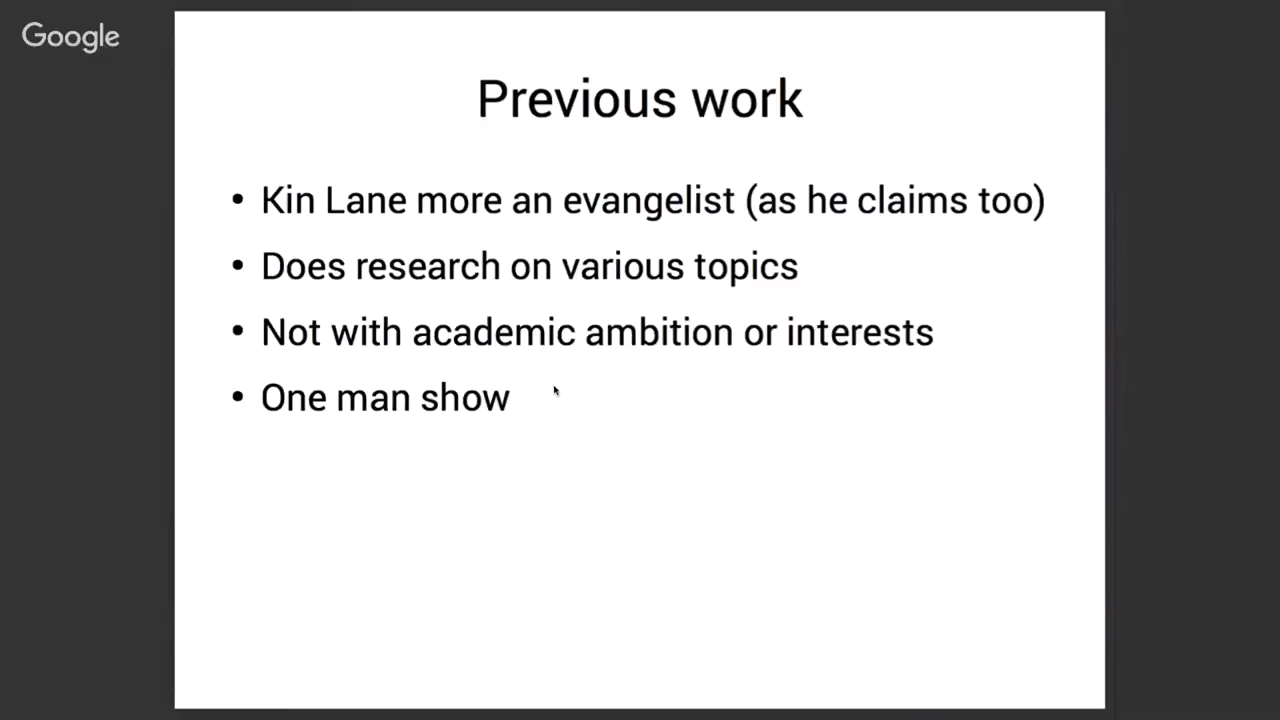 Google
Previous work
• Kin Lane more an evangelist (as he claims too)
• Does research on various topics
• Not with academic ambition or interests
• One man show